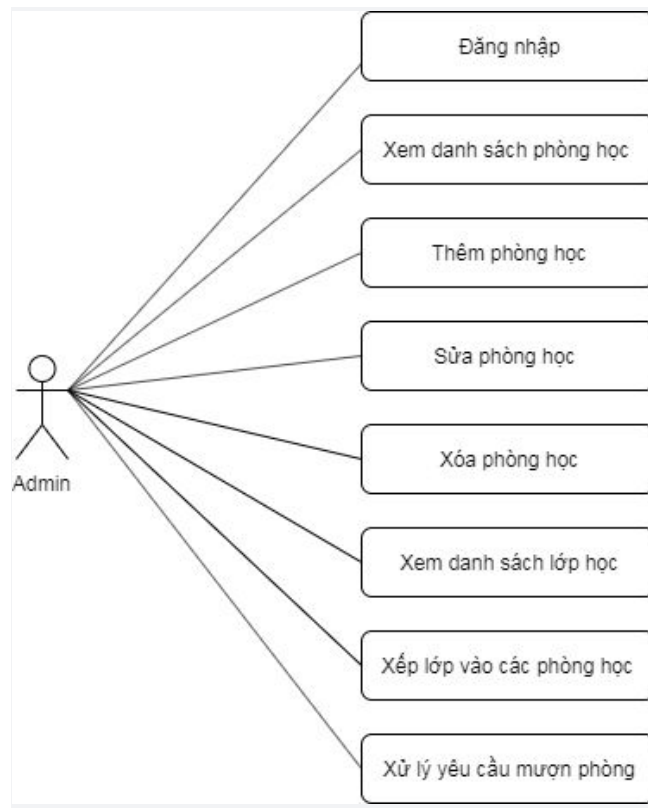 Đăng nhập
Xem danh sách phòng học
Thêm phòng học
Sửa phòng học
Xóa phòng học
Admin
Xem danh sách lớp học
Xếp lớp vào các phòng học
Xử lý yêu cầu mượn phòng